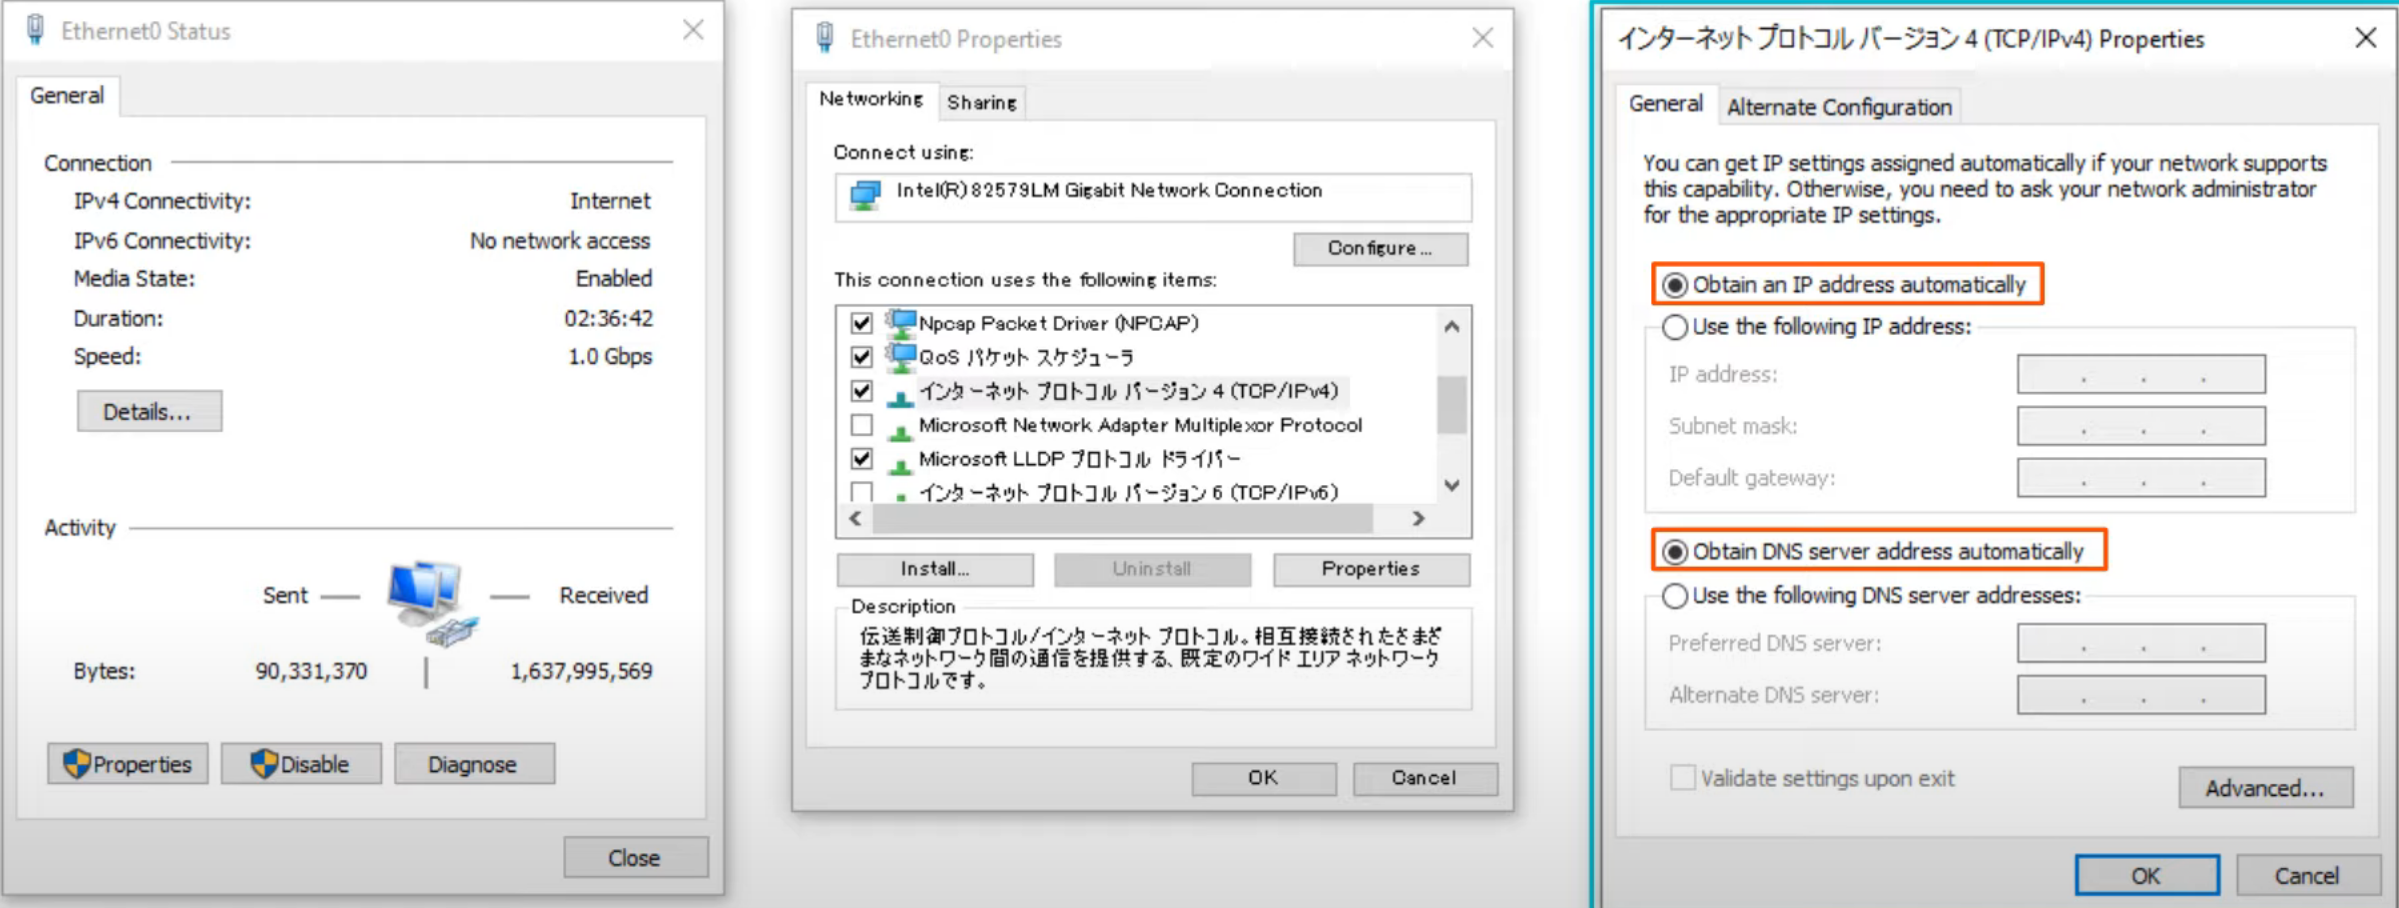 Ethernet0 Status
General
Connection
IPv4 Connectivity: Internet
IPv6 Connectivity: No network access
Media State: Enabled
Duration: 02:36:42
Speed: 1.0 Gbps
Details...
Activity
Sent Received
Bytes: 90,331,370 1,637,995,569
Properties Disable Diagnose
Close
Ethernet0 Properties
Networking Sharing
Connect using:
Intel(R) 82579LM Gigabit Network Connection
Configure...
This connection uses the following items:
Npcap Packet Driver (NPCAP)
QoS パケット スケジューラ
インターネット プロトコル バージョン 4 (TCP/IPv4)
Microsoft Network Adapter Multiplexor Protocol
Microsoft LLDP プロトコル ドライバー
インターネット プロトコル バージョン 6 (TCP/IPv6)
Install... Uninstall Properties
Description
伝送制御プロトコル/インターネット プロトコル。相互接続されたさまざ
まなネットワーク間の通信を提供する、既定のワイド エリア ネットワーク
プロトコルです。
OK Cancel
インターネット プロトコル バージョン 4 (TCP/IPv4) Properties
General Alternate Configuration
You can get IP settings assigned automatically if your network supports
this capability. Otherwise, you need to ask your network administrator
for the appropriate IP settings.
Obtain an IP address automatically
Use the following IP address:
IP address: . . .
Subnet mask: . . .
Default gateway: . . .
Obtain DNS server address automatically
Use the following DNS server addresses:
Preferred DNS server: . . .
Alternate DNS server: . . .
Validate settings upon exit
Advanced...
OK Cancel